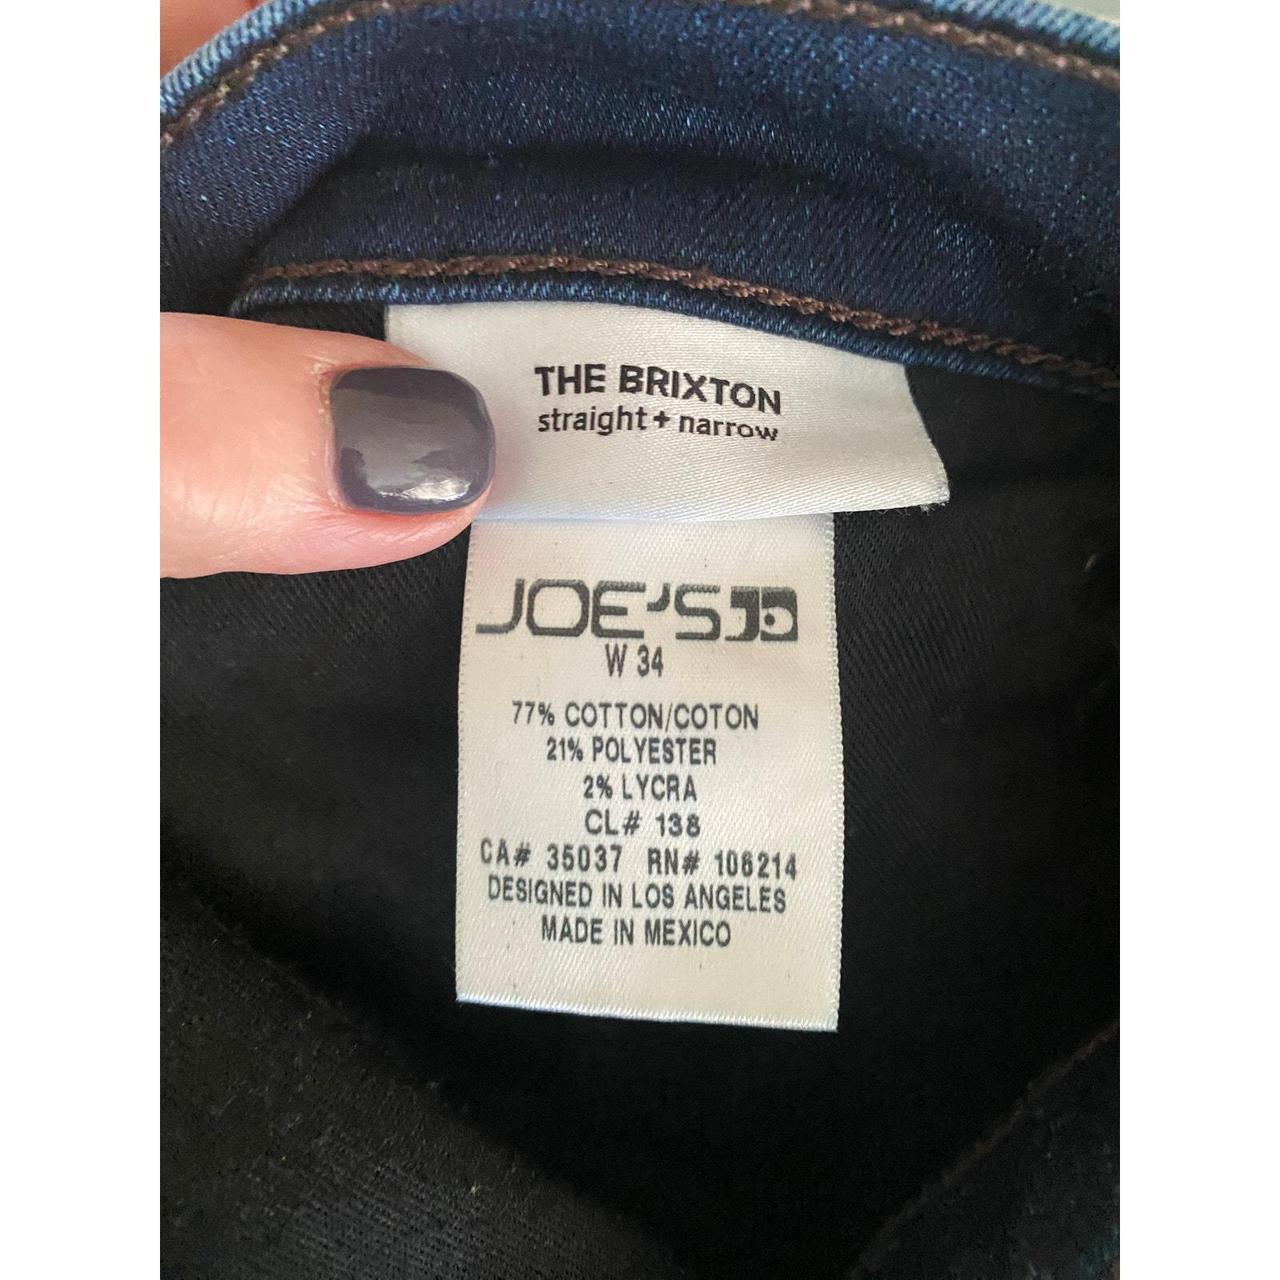 THE BRIXTON
straight + narrow
JOE'S
W 34
77% COTTON/COTON
21% POLYESTER
2% LYCRA
CL# 138
CA# 35037 RN# 106214
DESIGNED IN LOS ANGELES
MADE IN MEXICO